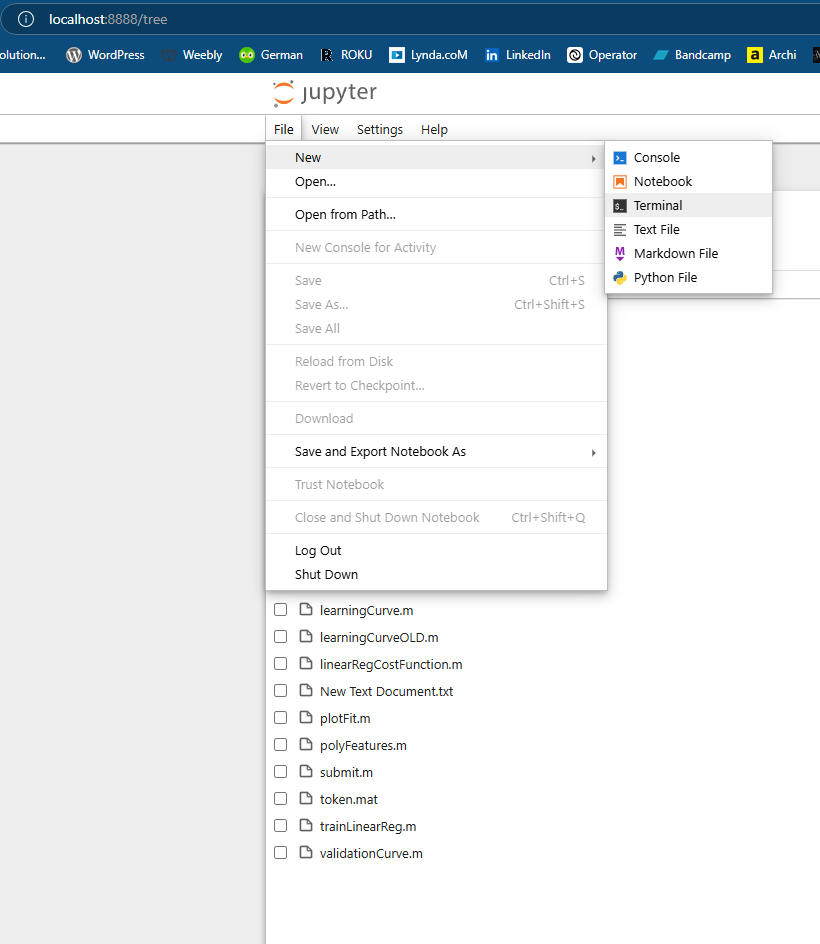 localhost:8888/tree
olution... WordPress Weebly German ROKU Lynda.coM LinkedIn Operator Bandcamp Archi
jupyter
File View Settings Help
New
Open...
Open from Path...
New Console for Activity
Save Ctrl+S
Save As... Ctrl+Shift+S
Save All
Reload from Disk
Revert to Checkpoint...
Download
Save and Export Notebook As
Trust Notebook
Close and Shut Down Notebook Ctrl+Shift+Q
Log Out
Shut Down
Console
Notebook
Terminal
Text File
Markdown File
Python File
learningCurve.m
learningCurveOLD.m
linearRegCostFunction.m
New Text Document.txt
plotFit.m
polyFeatures.m
submit.m
token.mat
trainLinearReg.m
validationCurve.m